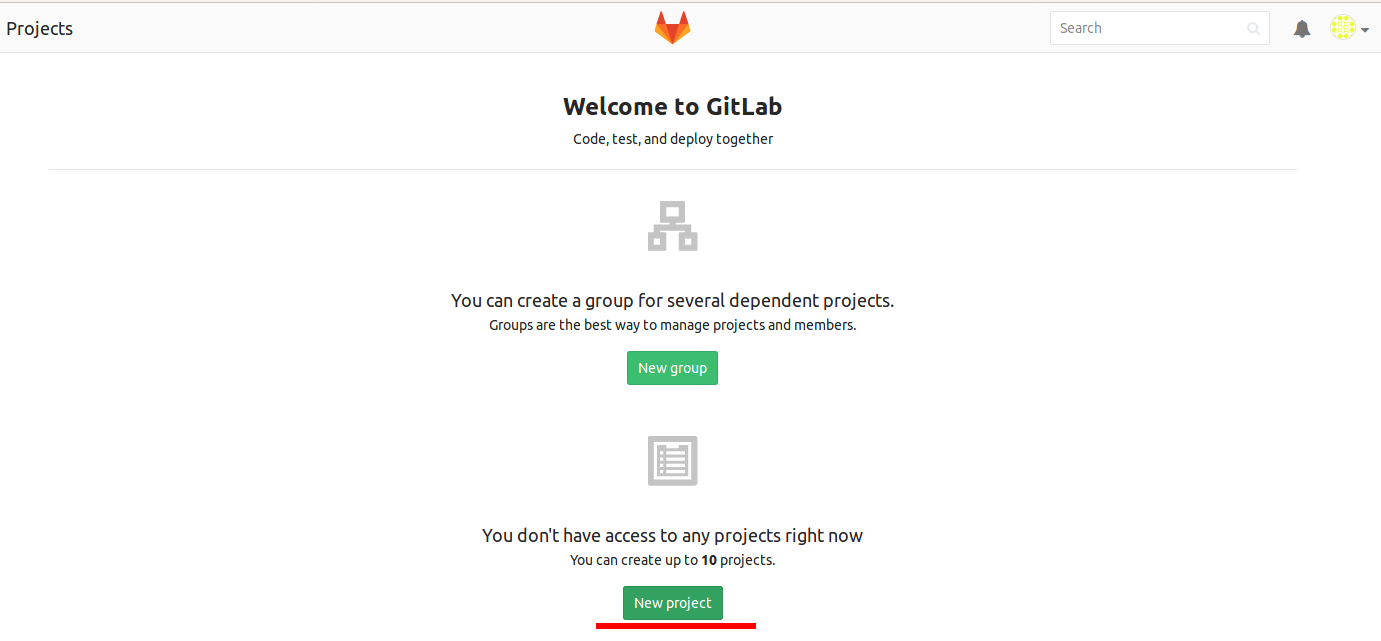 Projects
Search
Welcome to GitLab
Code, test, and deploy together
You can create a group for several dependent projects.
Groups are the best way to manage projects and members.
New group
You don't have access to any projects right now
You can create up to 10 projects.
New project